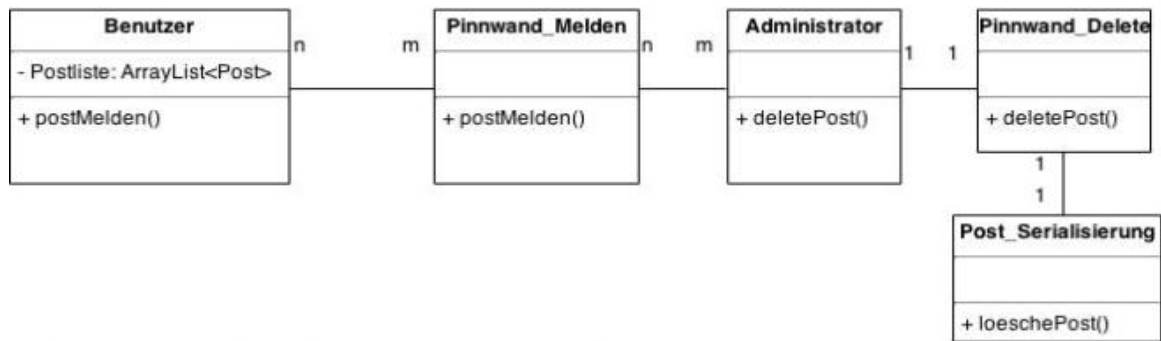 Benutzer
- Postliste: ArrayList<Post>
+ postMelden()
n
m
Pinnwand_Melden
+ postMelden()
n
m
Administrator
+ deletePost()
1
1
Pinnwand_Delete
+ deletePost()
1
1
Post_Serialisierung
+ loeschePost()